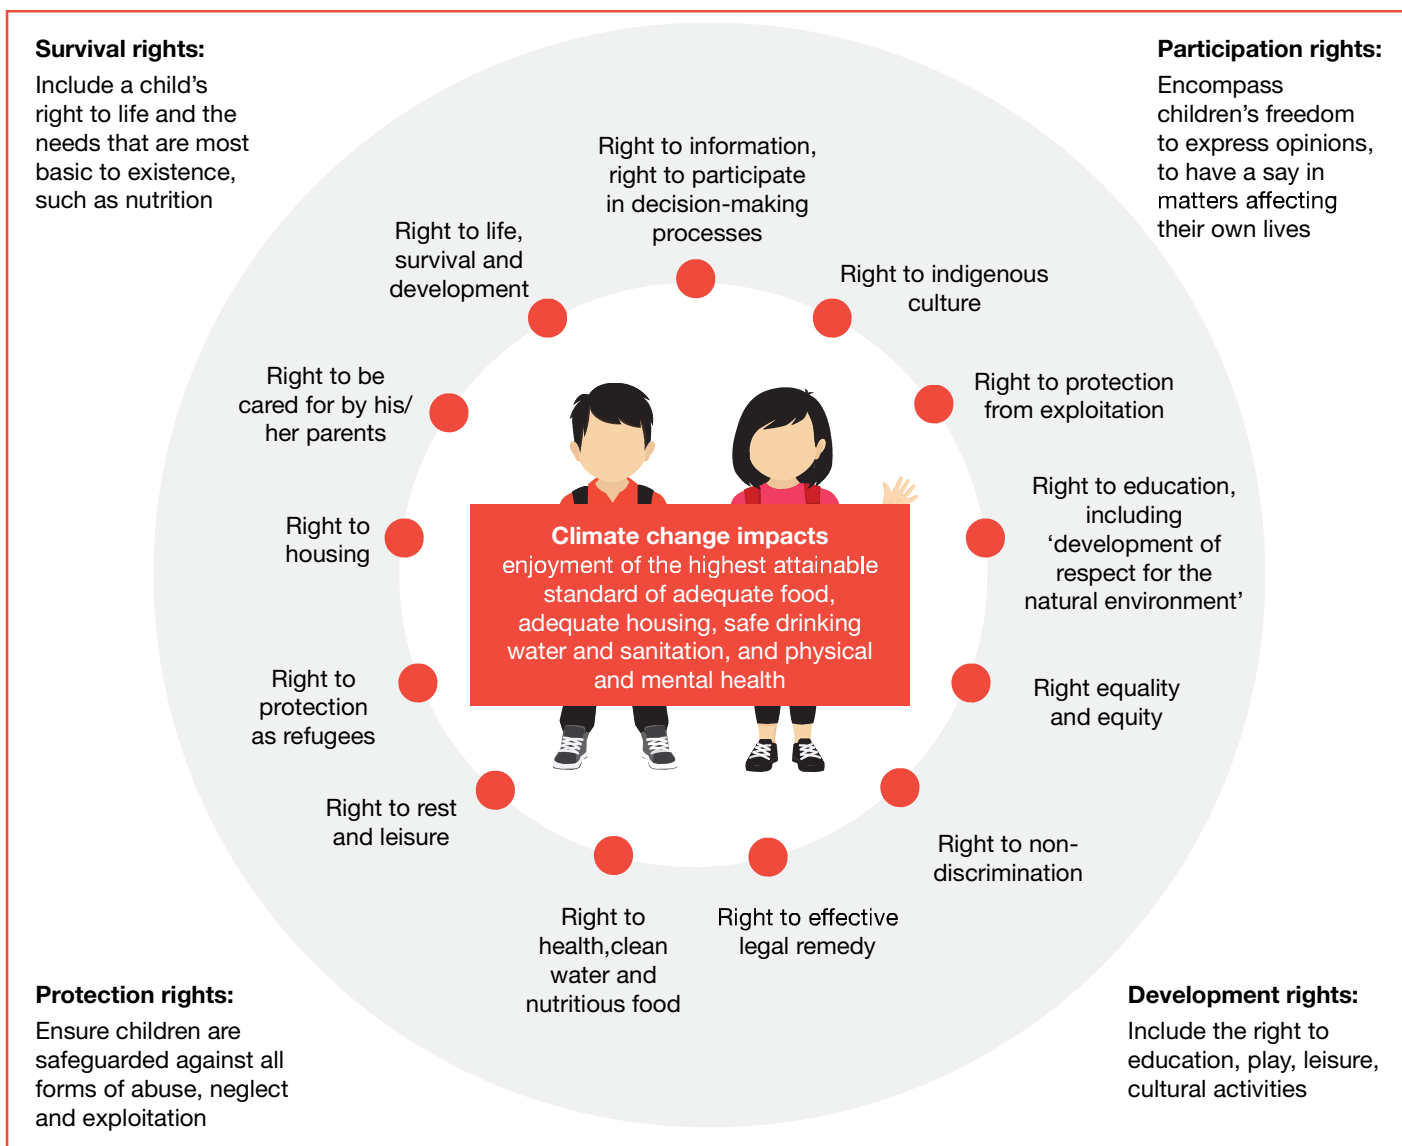 Survival rights:
Include a child’s
right to life and the
needs that are most
basic to existence,
such as nutrition
Participation rights:
Encompass
children’s freedom
to express opinions,
to have a say in
matters affecting
their own lives
Right to information,
right to participate
in decision-making
processes
Right to life,
survival and
development
Right to indigenous
culture
Right to be
cared for by his/
her parents
Right to protection
from exploitation
Right to
housing
Right to education,
including
‘development of
respect for the
natural environment’
Climate change impacts
enjoyment of the highest attainable
standard of adequate food,
adequate housing, safe drinking
water and sanitation, and physical
and mental health
Right to
protection
as refugees
Right equality
and equity
Right to rest
and leisure
Right to non-
discrimination
Right to
health,clean
water and
nutritious food
Right to effective
legal remedy
Protection rights:
Ensure children are
safeguarded against all
forms of abuse, neglect
and exploitation
Development rights:
Include the right to
education, play, leisure,
cultural activities